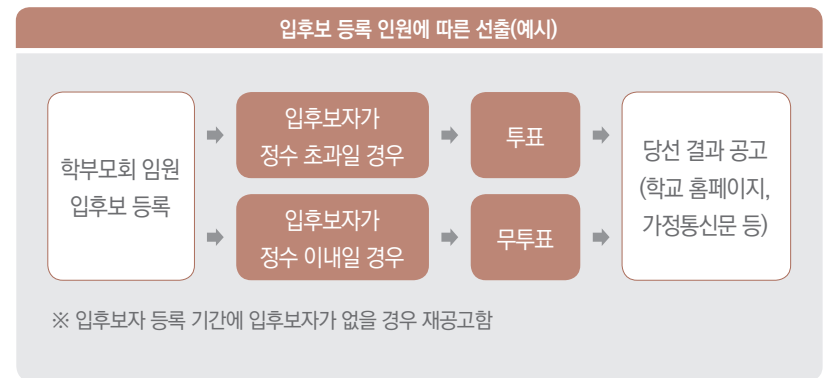 입후보 등록 인원에 따른 선출(예시)
학부모회 임원
입후보 등록
입후보자가
정수 초과일 경우
투표
입후보자가
정수 이내일 경우
무투표
당선 결과 공고
(학교 홈페이지,
가정통신문 등)
※ 입후보자 등록 기간에 입후보자가 없을 경우 재공고함